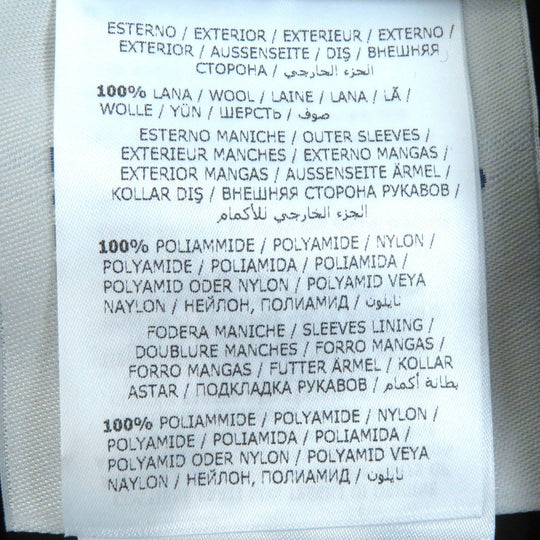 ESTERNO / EXTERIOR / EXTERIEUR / EXTERNO /
EXTERIOR / AUSSENSEITE / DIŞ / ВНЕШНЯЯ
СТОРОНА / الجزء الخارجي
100% LANA / WOOL / LAINE / LANA / LÃ /
WOLLE / YÜN / ШЕРСТЬ / صوف
ESTERNO MANICHE / OUTER SLEEVES /
EXTERIEUR MANCHES / EXTERNO MANGAS /
EXTERIOR MANGAS / AUSSENSEITE ÄRMEL /
KOLLAR DIŞ / ВНЕШНЯЯ СТОРОНА РУКАВОВ /
الجزء الخارجي للأكمام
100% POLIAMMIDE / POLYAMIDE / NYLON /
POLYAMIDE / POLIAMIDA / POLIAMIDA /
POLYAMID ODER NYLON / POLYAMID VEYA
NAYLON / НЕЙЛОН, ПОЛИАМИД / نايلون
FODERA MANICHE / SLEEVES LINING /
DOUBLURE MANCHES / FORRO MANGAS /
FORRO MANGAS / FUTTER ÄRMEL / KOLLAR
ASTAR / ПОДКЛАДКА РУКАВОВ / بطانة أكمام
100% POLIAMMIDE / POLYAMIDE / NYLON /
POLYAMIDE / POLIAMIDA / POLIAMIDA /
POLYAMID ODER NYLON / POLYAMID VEYA
NAYLON / НЕЙЛОН, ПОЛИАМИД / نايلون